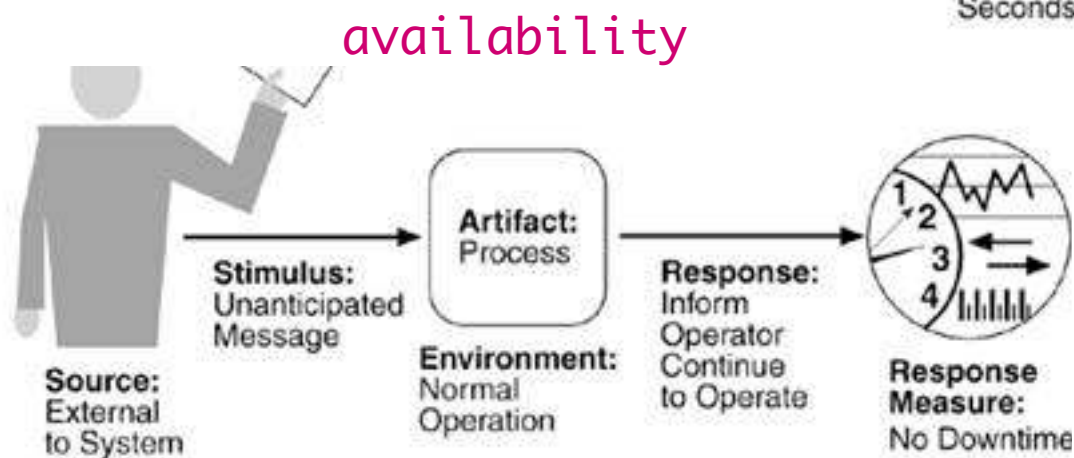 Seconds
availability
Artifact:
Process
Stimulus:
Unanticipated
Message
Response:
Inform
Operator
Continue
to Operate
1
2
3
4
Environment:
Normal
Operation
Source:
External
to System
Response
Measure:
No Downtime